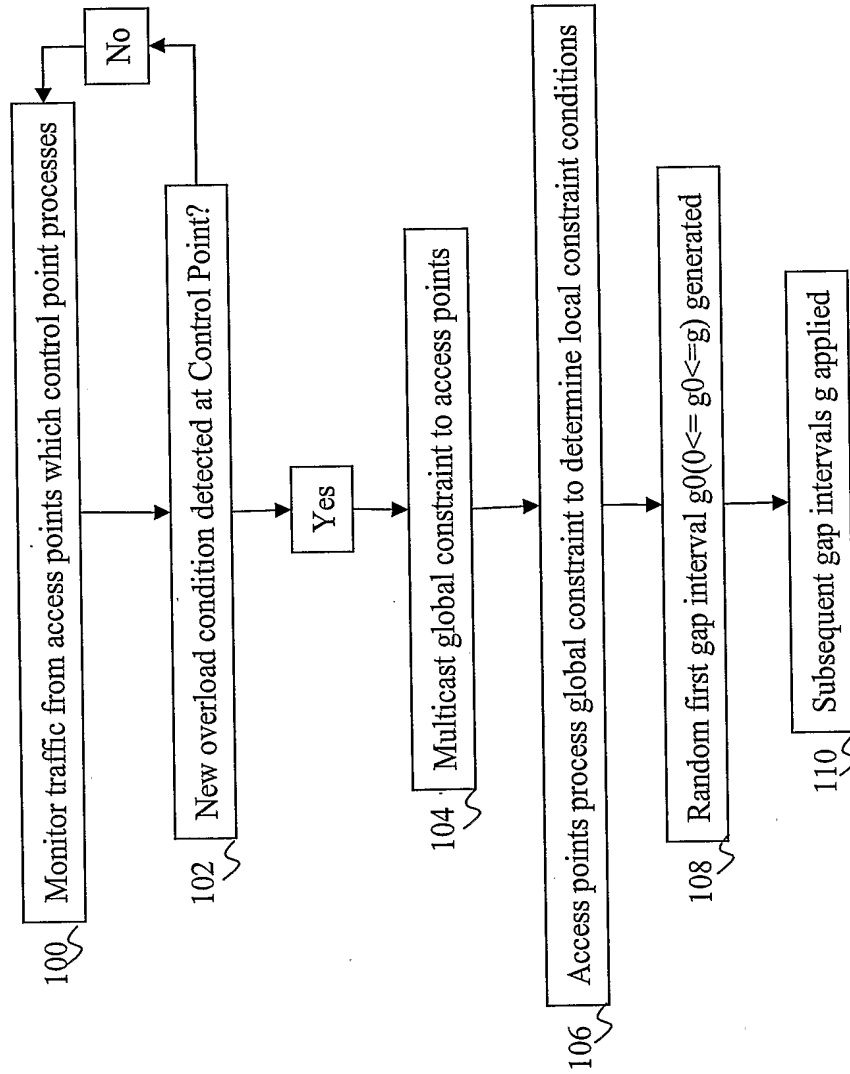 100 Monitor traffic from access points which control point processes
No
102 New overload condition detected at Control Point?
Yes
104 Multicast global constraint to access points
106 Access points process global constraint to determine local constraint conditions
108 Random first gap interval g0(0<= g0<=g) generated
110 Subsequent gap intervals g applied